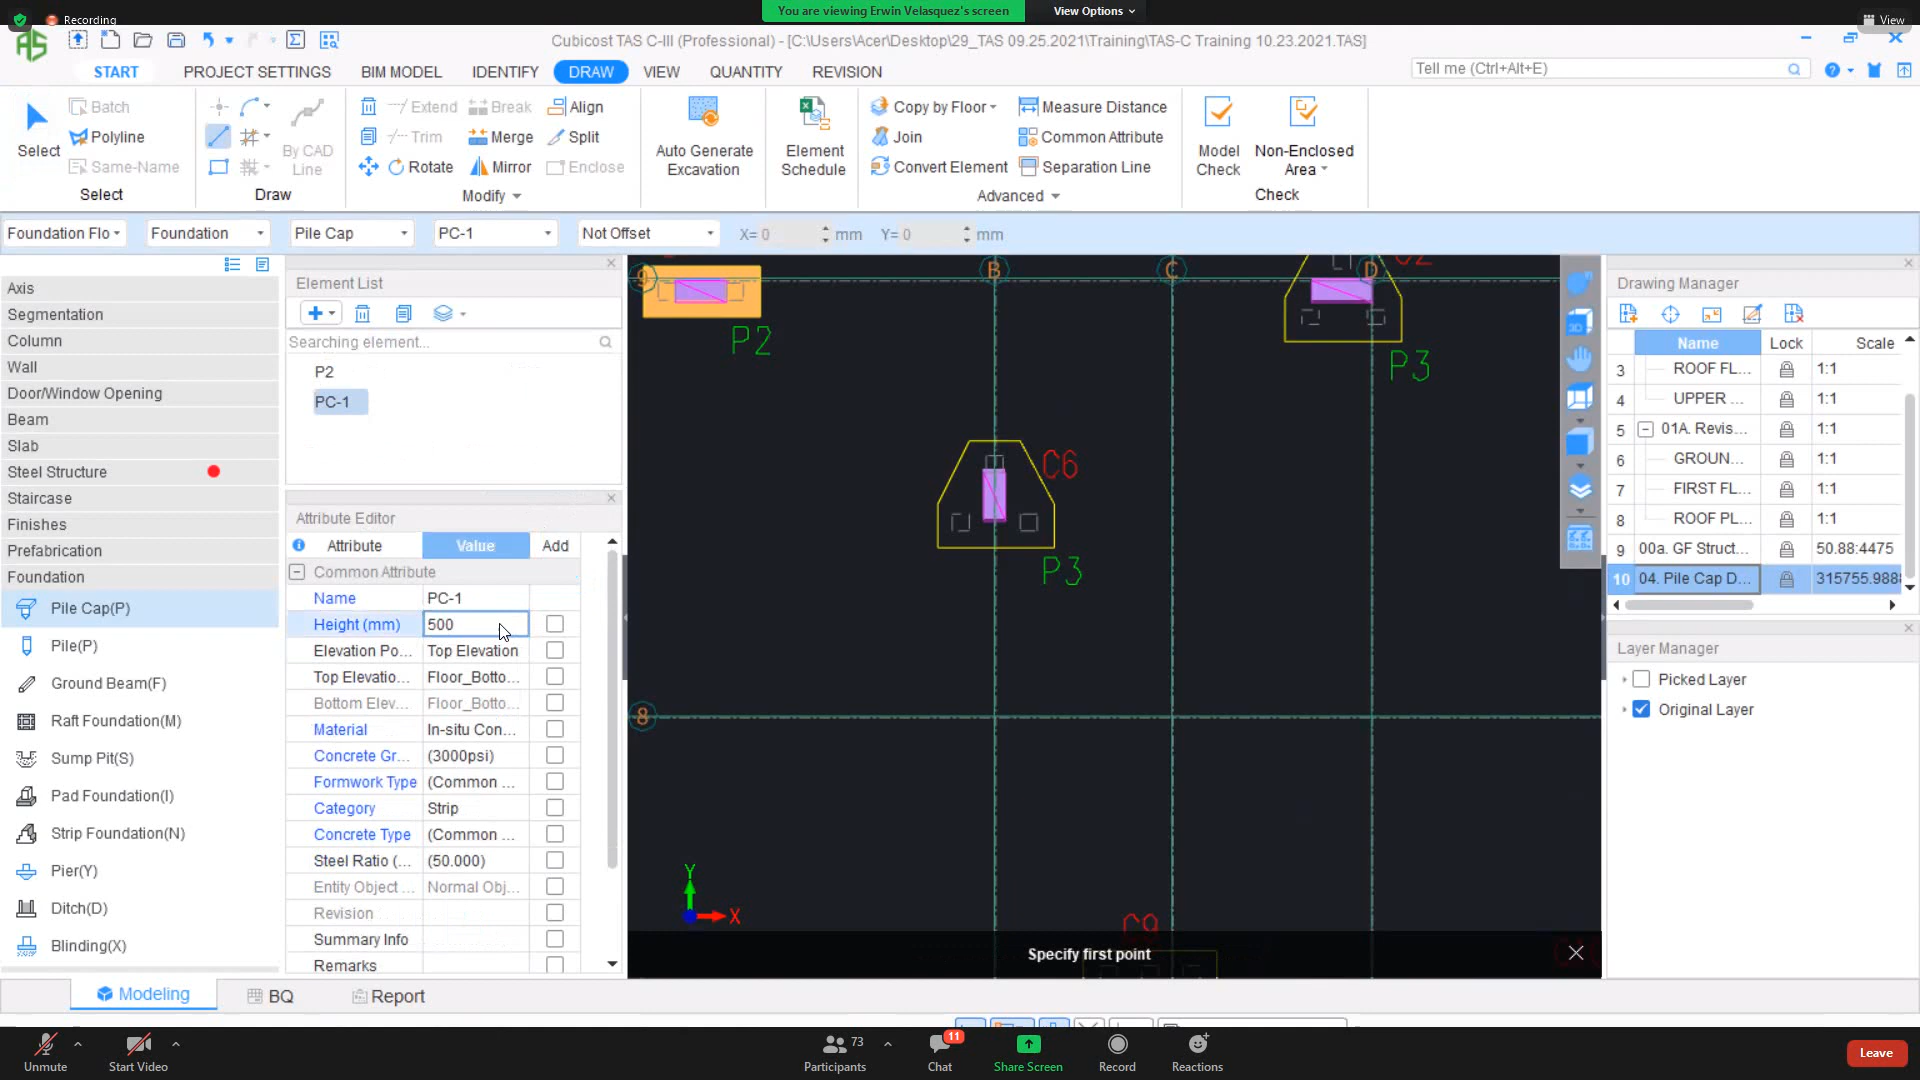 Recording
You are viewing Erwin Velasquez's screen
View Options
View
Cubicost TAS C-III (Professional) - [C:\Users\Acer\Desktop\29_TAS 09.25.2021\Training\TAS-C Training 10.23.2021.TAS]
START
PROJECT SETTINGS
BIM MODEL
IDENTIFY
DRAW
VIEW
QUANTITY
REVISION
Tell me (Ctrl+Alt+E)
Select
Batch
Polyline
Same-Name
Select
By CAD
Line
Draw
Extend
Break
Align
Trim
Merge
Split
Rotate
Mirror
Enclose
Modify
Auto Generate
Excavation
Element
Schedule
Copy by Floor
Measure Distance
Join
Common Attribute
Convert Element
Separation Line
Advanced
Model
Check
Non-Enclosed
Area
Check
Foundation Flo
Foundation
Pile Cap
PC-1
Not Offset
X= 0
mm
Y= 0
mm
Axis
Segmentation
Column
Wall
Door/Window Opening
Beam
Slab
Steel Structure
Staircase
Finishes
Prefabrication
Foundation
Pile Cap(P)
Pile(P)
Ground Beam(F)
Raft Foundation(M)
Sump Pit(S)
Pad Foundation(I)
Strip Foundation(N)
Pier(Y)
Ditch(D)
Blinding(X)
Element List
Searching element...
P2
PC-1
Attribute Editor
Attribute
Value
Add
Common Attribute
Name
PC-1
Height (mm)
500
Elevation Po...
Top Elevation
Top Elevatio...
Floor_Botto...
Bottom Elev...
Floor_Botto...
Material
In-situ Con...
Concrete Gr...
(3000psi)
Formwork Type
(Common ...
Category
Strip
Concrete Type
(Common ...
Steel Ratio (...
(50.000)
Entity Object ...
Normal Obj...
Revision
Summary Info
Remarks
9
B
C
D
P2
P3
C6
P3
8
Y
X
C9
3D
Specify first point
Drawing Manager
Name
Lock
Scale
3
ROOF FL...
1:1
4
UPPER ...
1:1
5
01A. Revis...
1:1
6
GROUN...
1:1
7
FIRST FL...
1:1
8
ROOF PL...
1:1
9
00a. GF Struct...
50.88:4475
10
04. Pile Cap D...
Layer Manager
Picked Layer
Original Layer
Modeling
BQ
Report
Unmute
Start Video
73
Participants
11
Chat
Share Screen
Record
Reactions
Leave